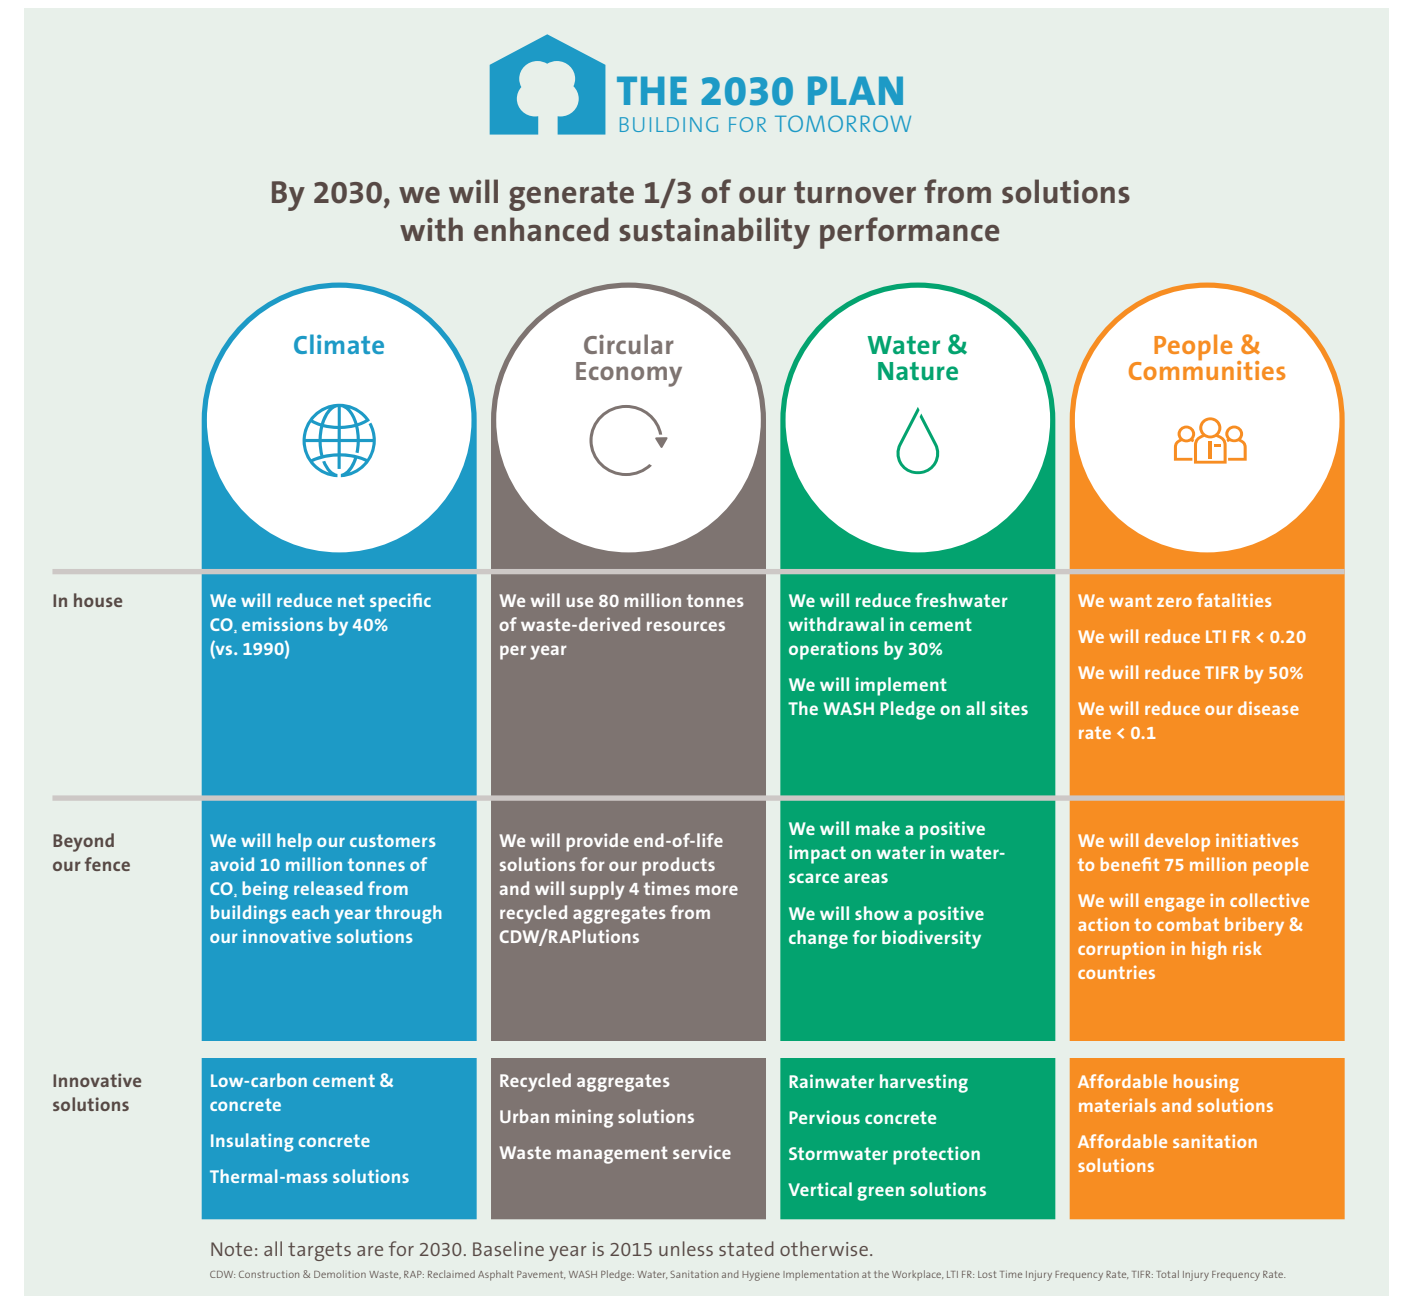 THE 2030 PLAN
BUILDING FOR TOMORROW
By 2030, we will generate 1/3 of our turnover from solutions
with enhanced sustainability performance
Climate
Circular
Economy
Water &
Nature
People &
Communities
In house
We will reduce net specific
CO₂ emissions by 40%
(vs. 1990)
We will use 80 million tonnes
of waste-derived resources
per year
We will reduce freshwater
withdrawal in cement
operations by 30%
We will implement
The WASH Pledge on all sites
We want zero fatalities
We will reduce LTI FR < 0.20
We will reduce TIFR by 50%
We will reduce our disease
rate < 0.1
Beyond
our fence
We will help our customers
avoid 10 million tonnes of
CO₂ being released from
buildings each year through
our innovative solutions
We will provide end-of-life
solutions for our products
and will supply 4 times more
recycled aggregates from
CDW/RAPlutions
We will make a positive
impact on water in water-
scarce areas
We will show a positive
change for biodiversity
We will develop initiatives
to benefit 75 million people
We will engage in collective
action to combat bribery &
corruption in high risk
countries
Innovative
solutions
Low-carbon cement &
concrete
Insulating concrete
Thermal-mass solutions
Recycled aggregates
Urban mining solutions
Waste management service
Rainwater harvesting
Pervious concrete
Stormwater protection
Vertical green solutions
Affordable housing
materials and solutions
Affordable sanitation
solutions
Note: all targets are for 2030. Baseline year is 2015 unless stated otherwise.
CDW: Construction & Demolition Waste, RAP: Reclaimed Asphalt Pavement, WASH Pledge: Water, Sanitation and Hygiene Implementation at the Workplace, LTI FR: Lost Time Injury Frequency Rate, TIFR: Total Injury Frequency Rate.